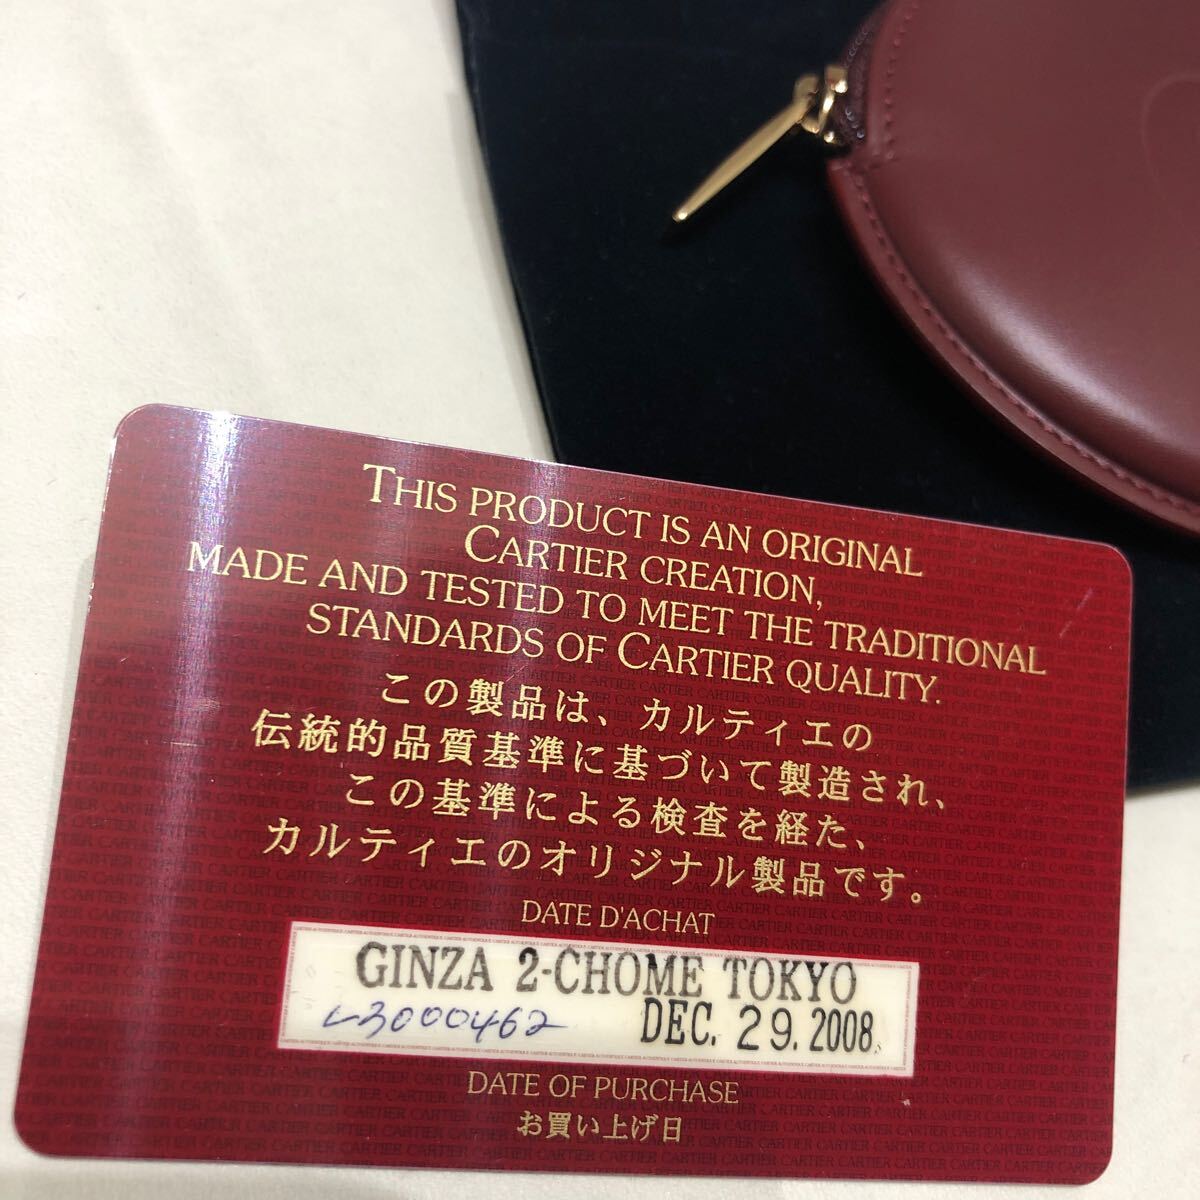 THIS PRODUCT IS AN ORIGINAL
CARTIER CREATION,
MADE AND TESTED TO MEET THE TRADITIONAL
STANDARDS OF CARTIER QUALITY.
この製品は、カルティエの
伝統的品質基準に基づいて製造され、
この基準による検査を経た、
カルティエのオリジナル製品です。
DATE D'ACHAT
GINZA 2-CHOME TOKYO
L3000462 DEC. 29. 2008
DATE OF PURCHASE
お買い上げ日